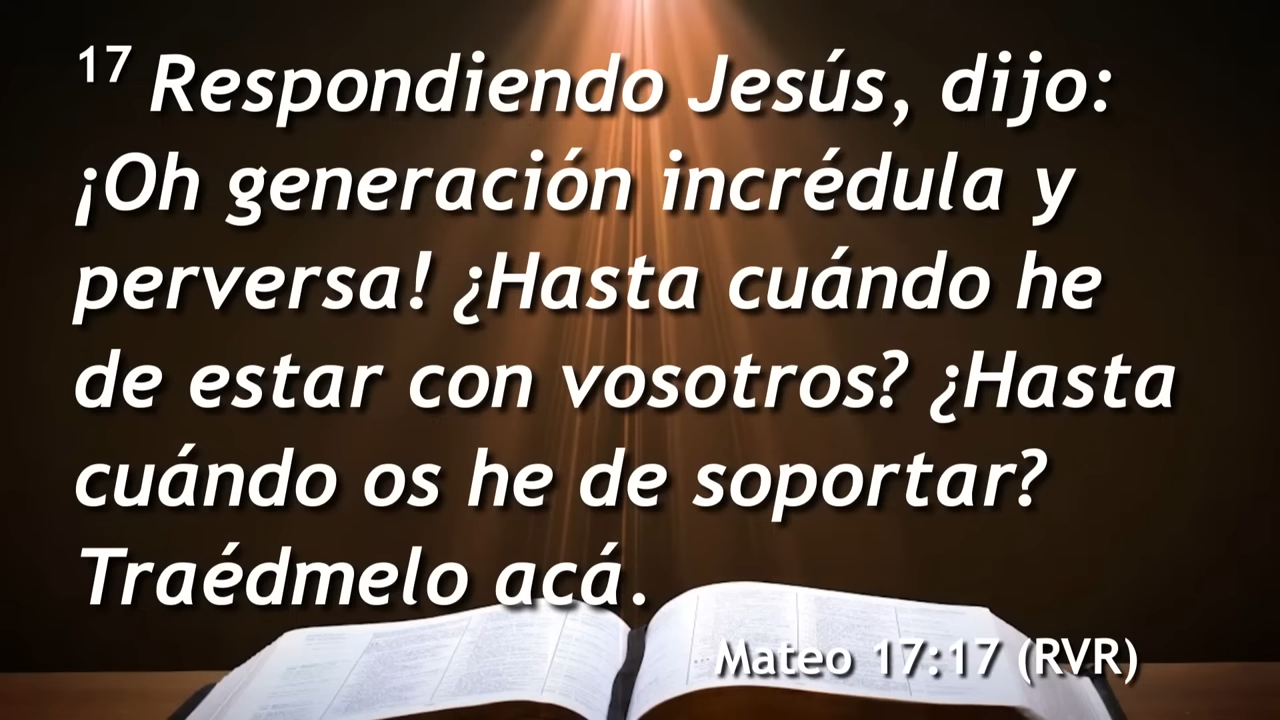 17 Respondiendo Jesús, dijo:
¡Oh generación incrédula y
perversa! ¿Hasta cuándo he
de estar con vosotros? ¿Hasta
cuándo os he de soportar?
Traédmelo acá.
Mateo 17:17 (RVR)